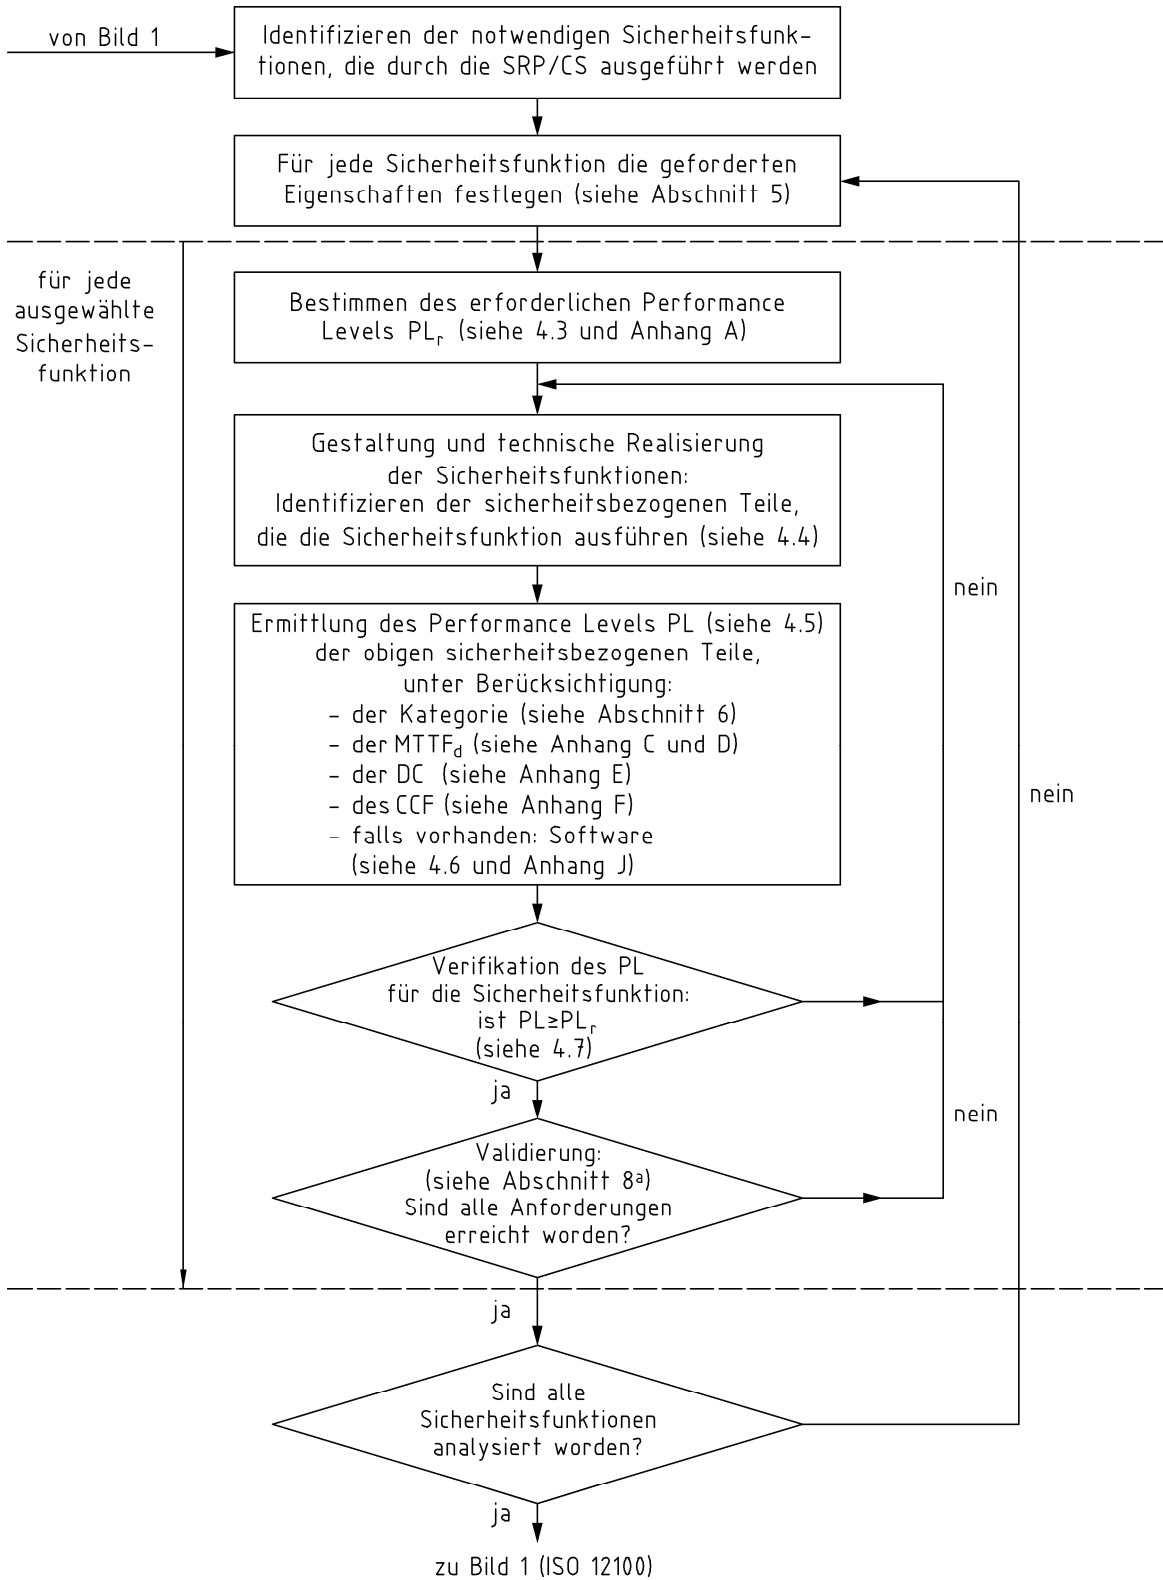 von Bild 1
Identifizieren der notwendigen Sicherheitsfunk-
tionen, die durch die SRP/CS ausgeführt werden
Für jede Sicherheitsfunktion die geforderten
Eigenschaften festlegen (siehe Abschnitt 5)
für jede
ausgewählte
Sicherheits-
funktion
Bestimmen des erforderlichen Performance
Levels PLr (siehe 4.3 und Anhang A)
Gestaltung und technische Realisierung
der Sicherheitsfunktionen:
Identifizieren der sicherheitsbezogenen Teile,
die die Sicherheitsfunktion ausführen (siehe 4.4)
nein
Ermittlung des Performance Levels PL (siehe 4.5)
der obigen sicherheitsbezogenen Teile,
unter Berücksichtigung:
- der Kategorie (siehe Abschnitt 6)
- der MTTFd (siehe Anhang C und D)
- der DC (siehe Anhang E)
- des CCF (siehe Anhang F)
- falls vorhanden: Software
(siehe 4.6 und Anhang J)
nein
Verifikation des PL
für die Sicherheitsfunktion:
ist PL≥PLr
(siehe 4.7)
ja
nein
Validierung:
(siehe Abschnitt 8a)
Sind alle Anforderungen
erreicht worden?
ja
Sind alle
Sicherheitsfunktionen
analysiert worden?
ja
zu Bild 1 (ISO 12100)